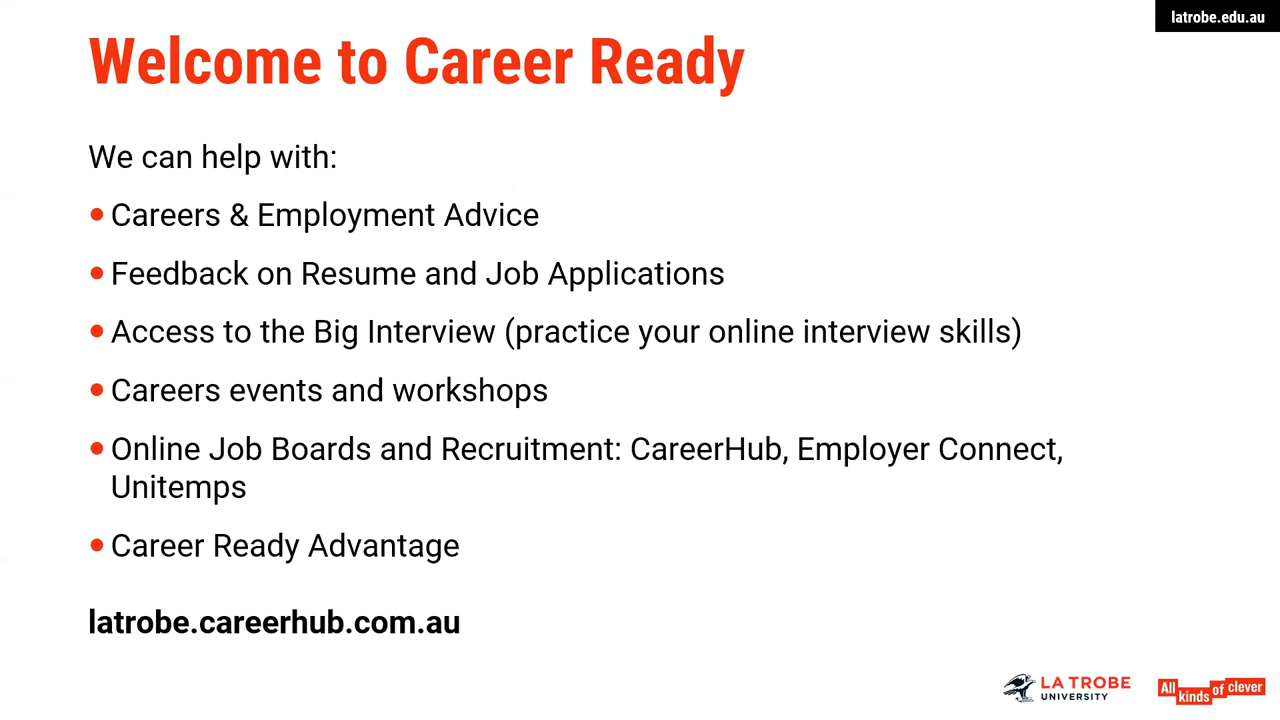 latrobe.edu.au
Welcome to Career Ready
We can help with:
• Careers & Employment Advice
• Feedback on Resume and Job Applications
• Access to the Big Interview (practice your online interview skills)
• Careers events and workshops
• Online Job Boards and Recruitment: CareerHub, Employer Connect,
Unitemps
• Career Ready Advantage
latrobe.careerhub.com.au
LA TROBE
UNIVERSITY
All kinds of clever